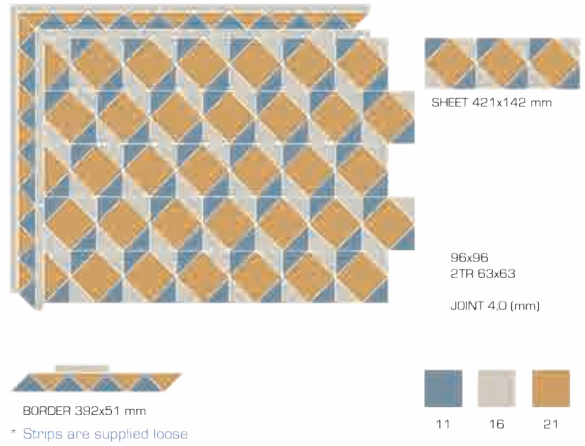 SHEET 421x142 mm
96x96
2TR 63x63
JOINT 4,0 (mm)
BORDER 392x51 mm
* Strips are supplied loose
11 16 21